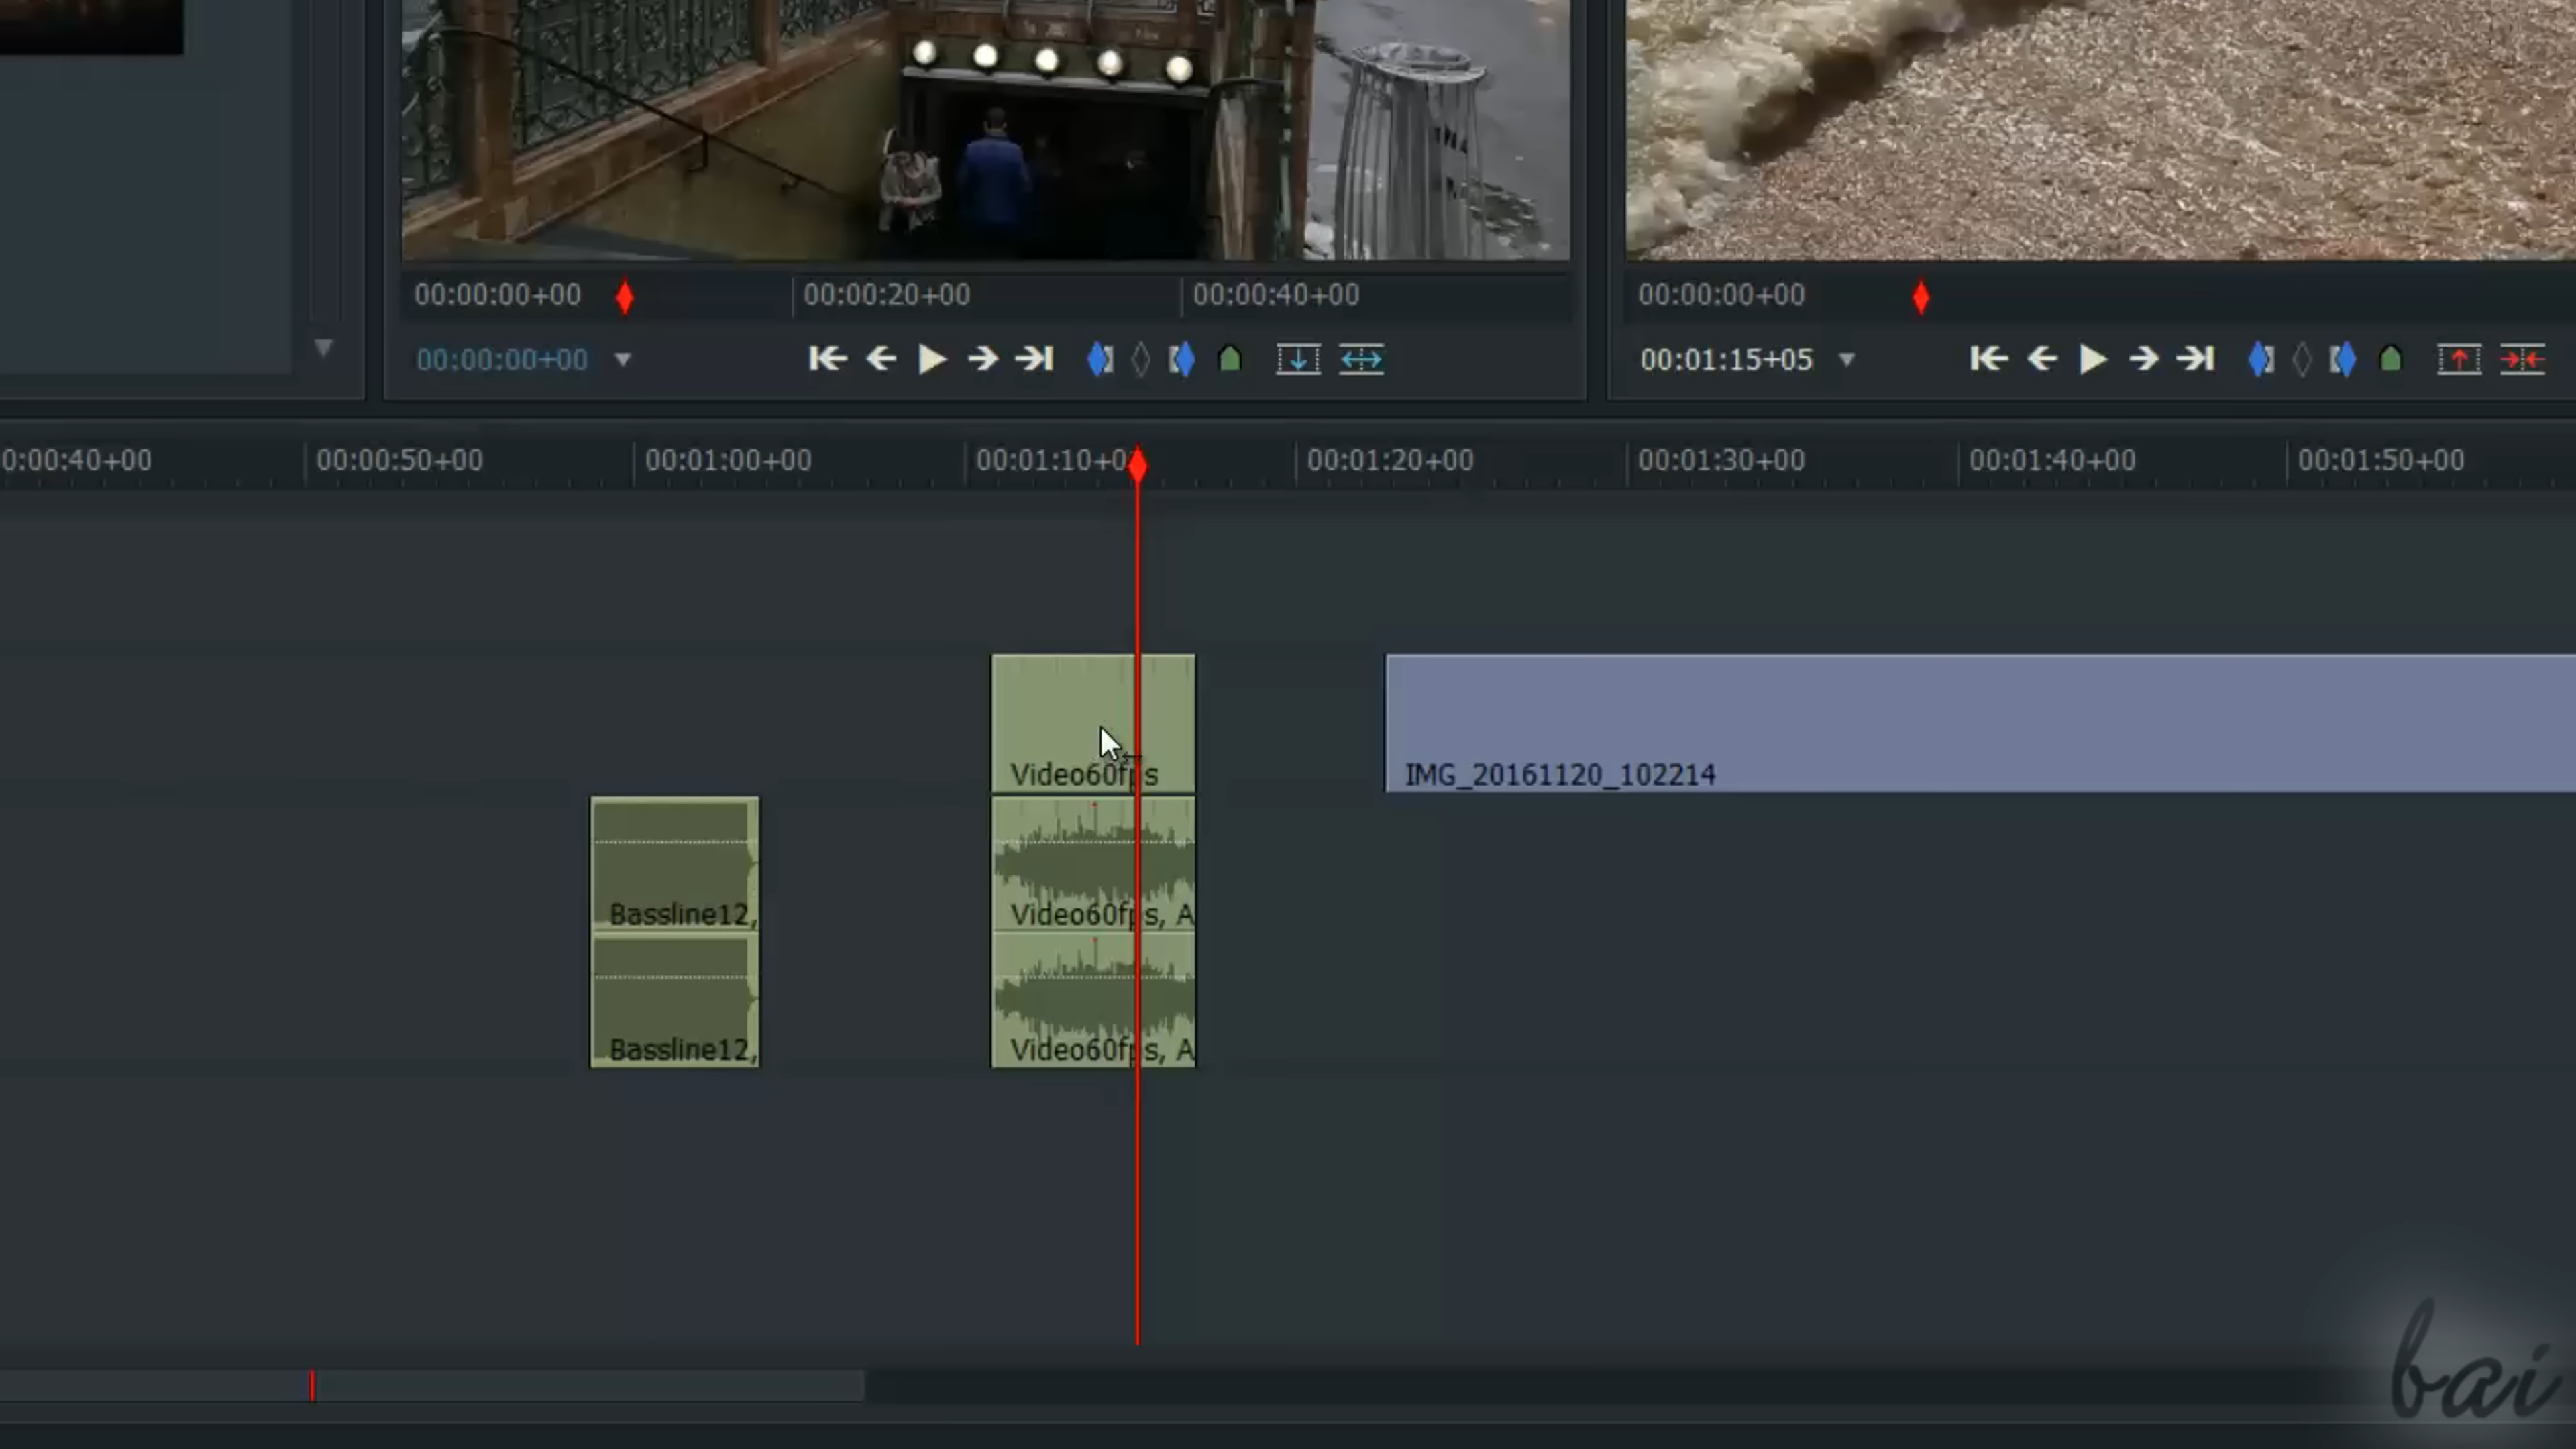 00:00:00+00 00:00:20+00 00:00:40+00 00:00:00+00
00:00:00+00 00:01:15+05
0:00:40+00 00:00:50+00 00:01:00+00 00:01:10+0 00:01:20+00 00:01:30+00 00:01:40+00 00:01:50+00
Video60fps IMG_20161120_102214
Bassline12, Video60fps, A
Bassline12, Video60fps, A
bai